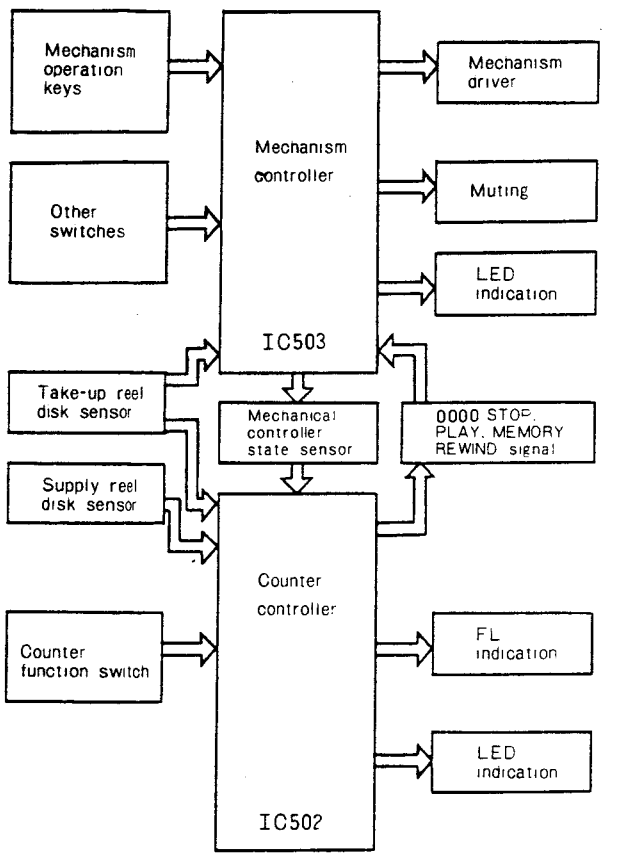 Mechanism
operation
keys
Mechanism
controller
IC503
Mechanism
driver
Other
switches
Muting
LED
indication
Take-up reel
disk sensor
Mechanical
controller
state sensor
0000 STOP,
PLAY, MEMORY
REWIND signal
Supply reel
disk sensor
Counter
controller
IC502
Counter
function switch
FL
indication
LED
indication